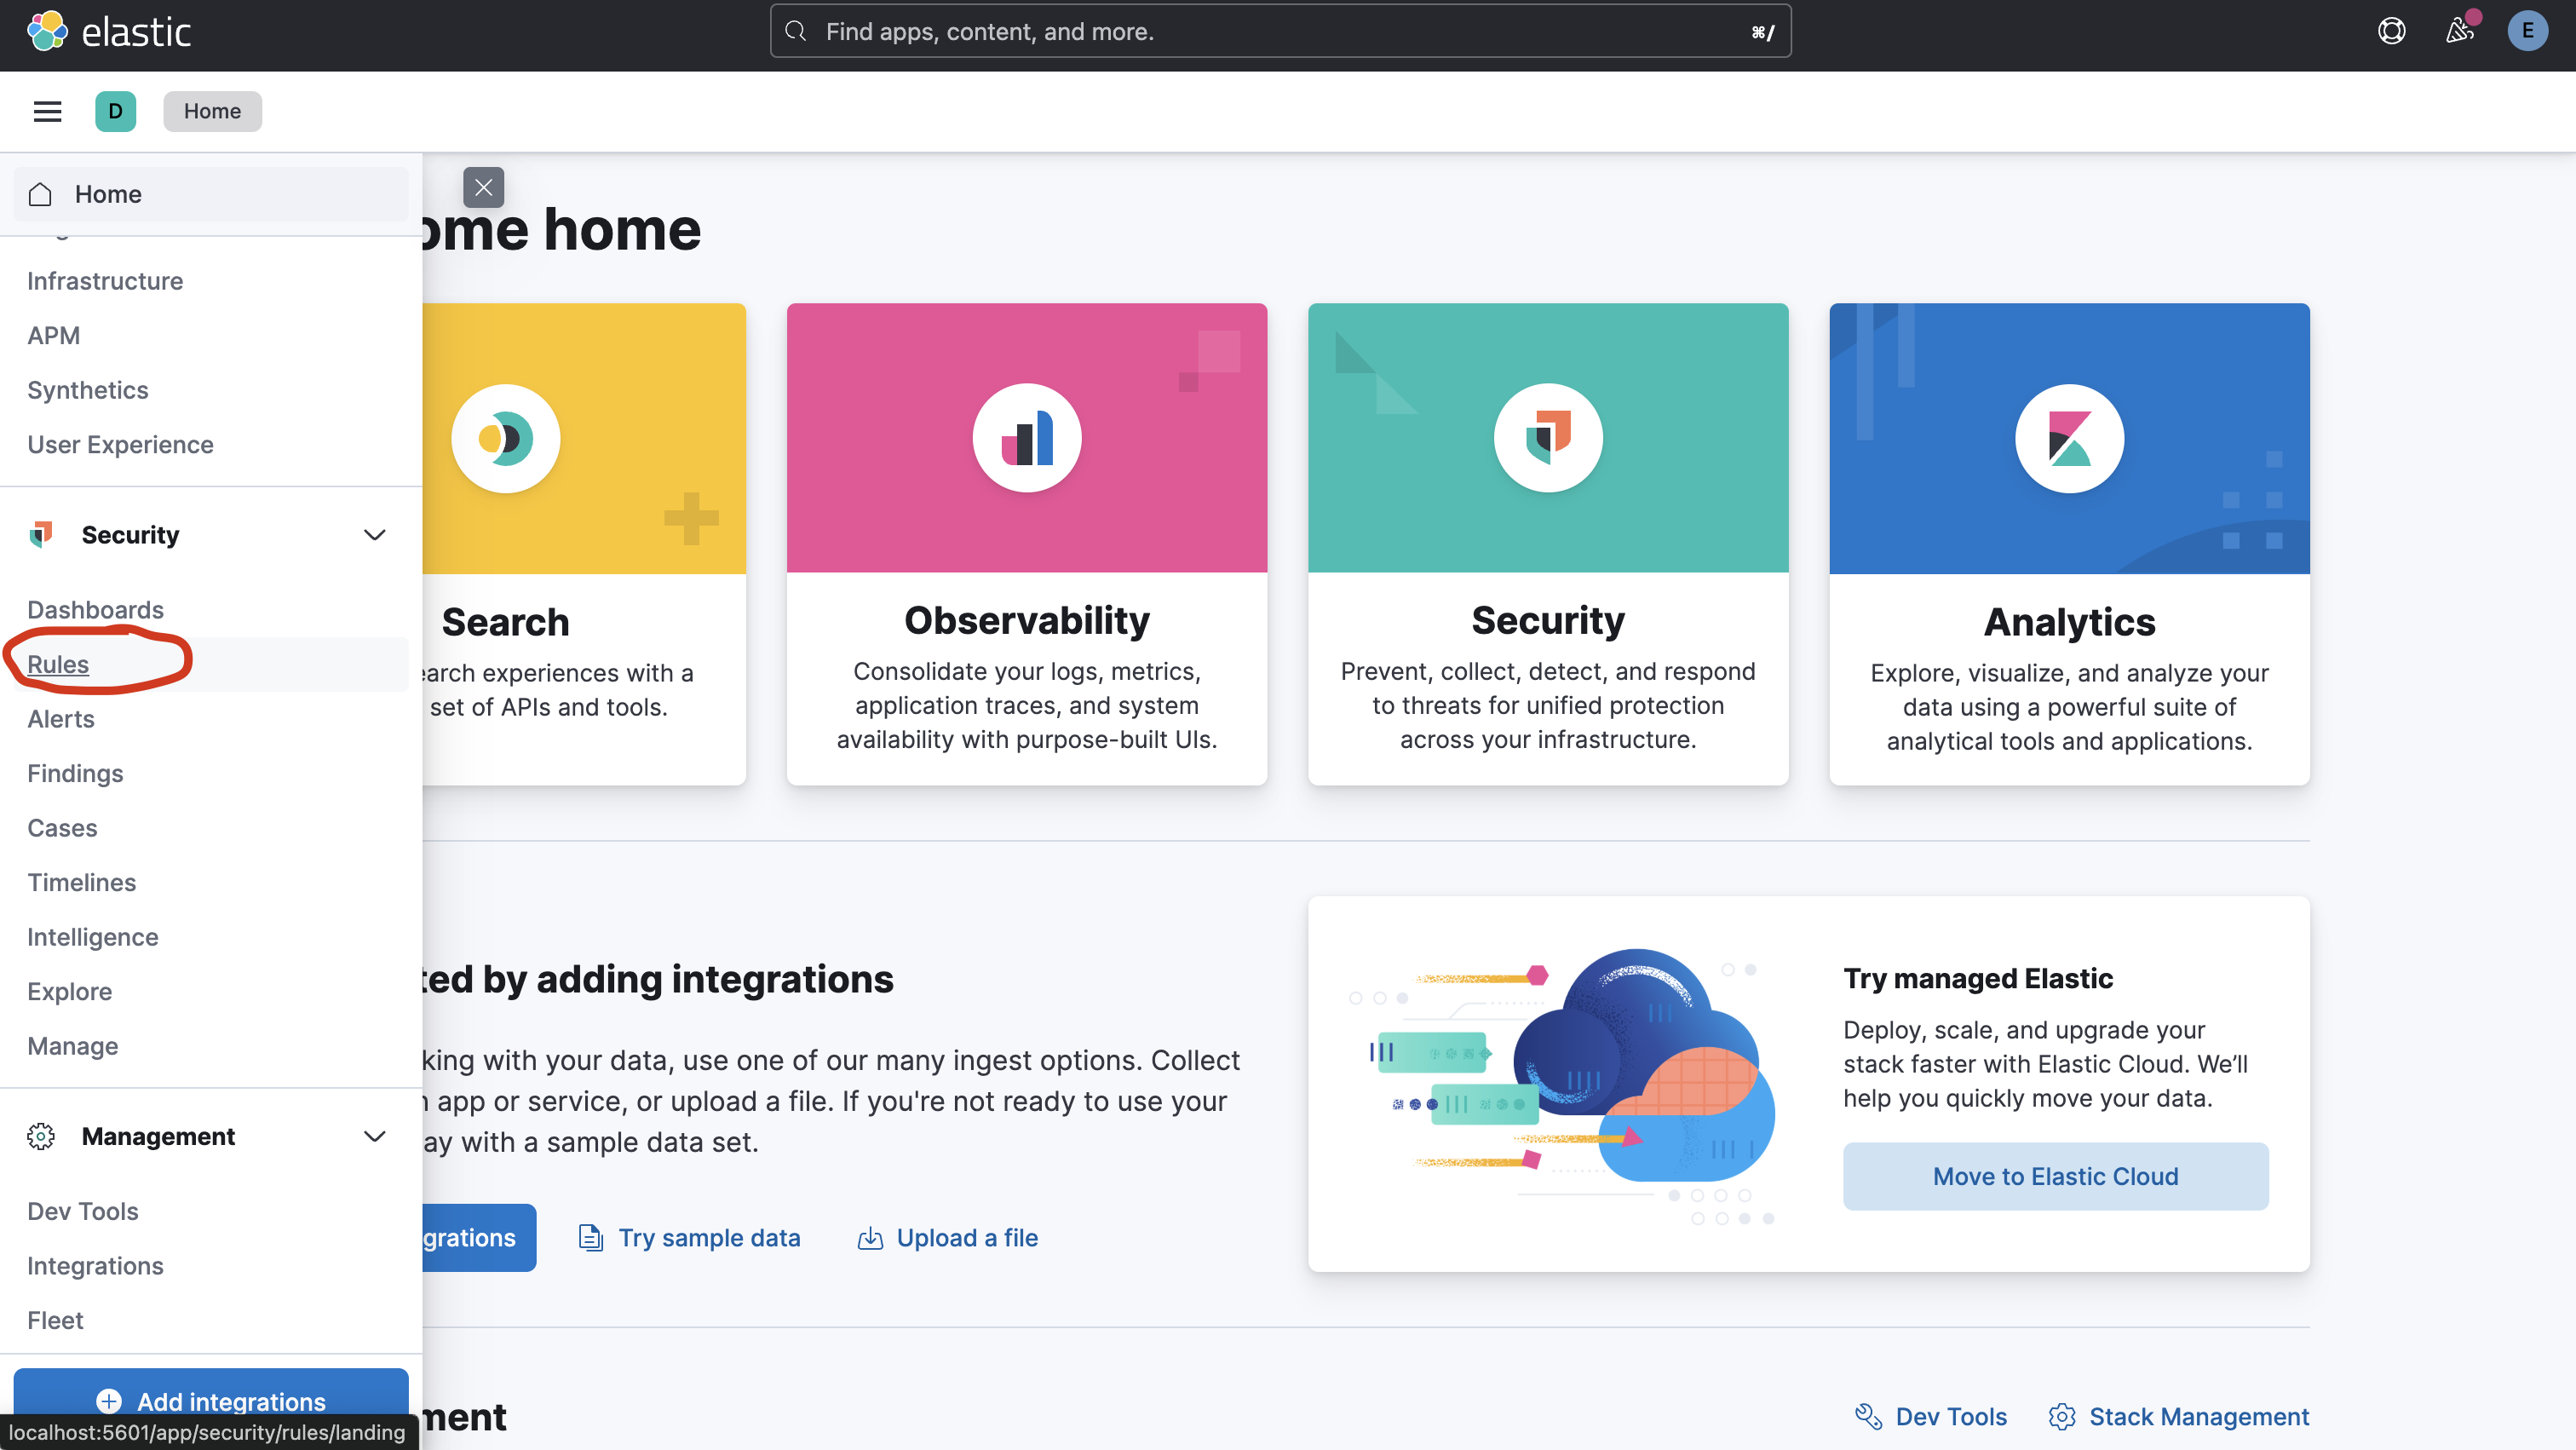 elastic
Find apps, content, and more.
⌘/
E
D
Home
Home
Infrastructure
APM
Synthetics
User Experience
Security
Dashboards
Rules
Alerts
Findings
Cases
Timelines
Intelligence
Explore
Manage
Management
Dev Tools
Integrations
Fleet
Add integrations
localhost:5601/app/security/rules/landing
ome home
Search
earch experiences with a
set of APIs and tools.
Observability
Consolidate your logs, metrics,
application traces, and system
availability with purpose-built UIs.
Security
Prevent, collect, detect, and respond
to threats for unified protection
across your infrastructure.
Analytics
Explore, visualize, and analyze your
data using a powerful suite of
analytical tools and applications.
ted by adding integrations
king with your data, use one of our many ingest options. Collect
app or service, or upload a file. If you're not ready to use your
ay with a sample data set.
grations
Try sample data
Upload a file
Try managed Elastic
Deploy, scale, and upgrade your
stack faster with Elastic Cloud. We’ll
help you quickly move your data.
Move to Elastic Cloud
ment
Dev Tools
Stack Management